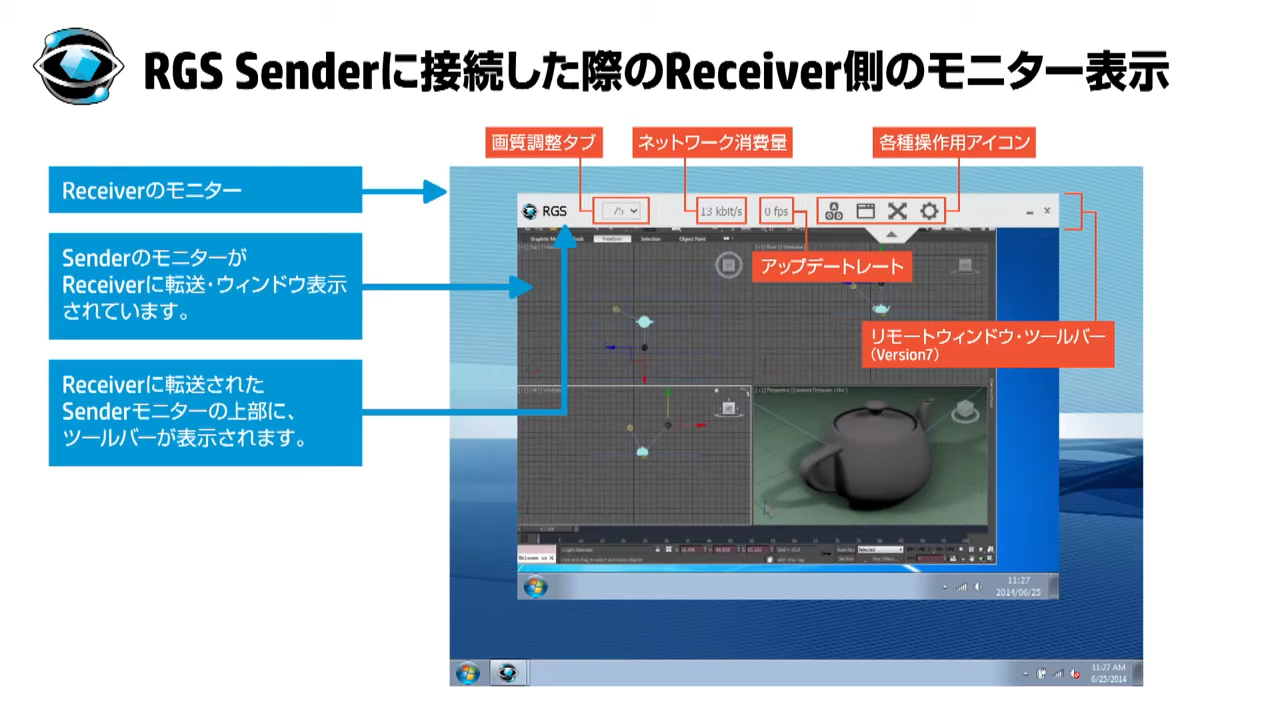 RGS Senderに接続した際のReceiver側のモニター表示
画質調整タブ
ネットワーク消費量
各種操作用アイコン
Receiverのモニター
RGS
75
13 kbit/s
0 fps
Senderのモニターが
Receiverに転送・ウィンドウ表示
されています。
アップデートレート
リモートウィンドウ・ツールバー
(Version7)
Receiverに転送された
Senderモニターの上部に、
ツールバーが表示されます。
Selection
Object Paint
11:27
2014/06/25
11:27 AM
6/25/2014